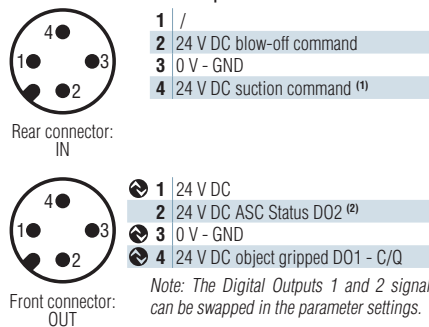 4
1
3
2
Rear connector:
IN
1 /
2 24 V DC blow-off command
3 0 V - GND
4 24 V DC suction command (1)
4
1
3
2
Front connector:
OUT
1 24 V DC
2 24 V DC ASC Status DO2 (2)
3 0 V - GND
4 24 V DC object gripped DO1 - C/Q
Note: The Digital Outputs 1 and 2 signal
can be swapped in the parameter settings.